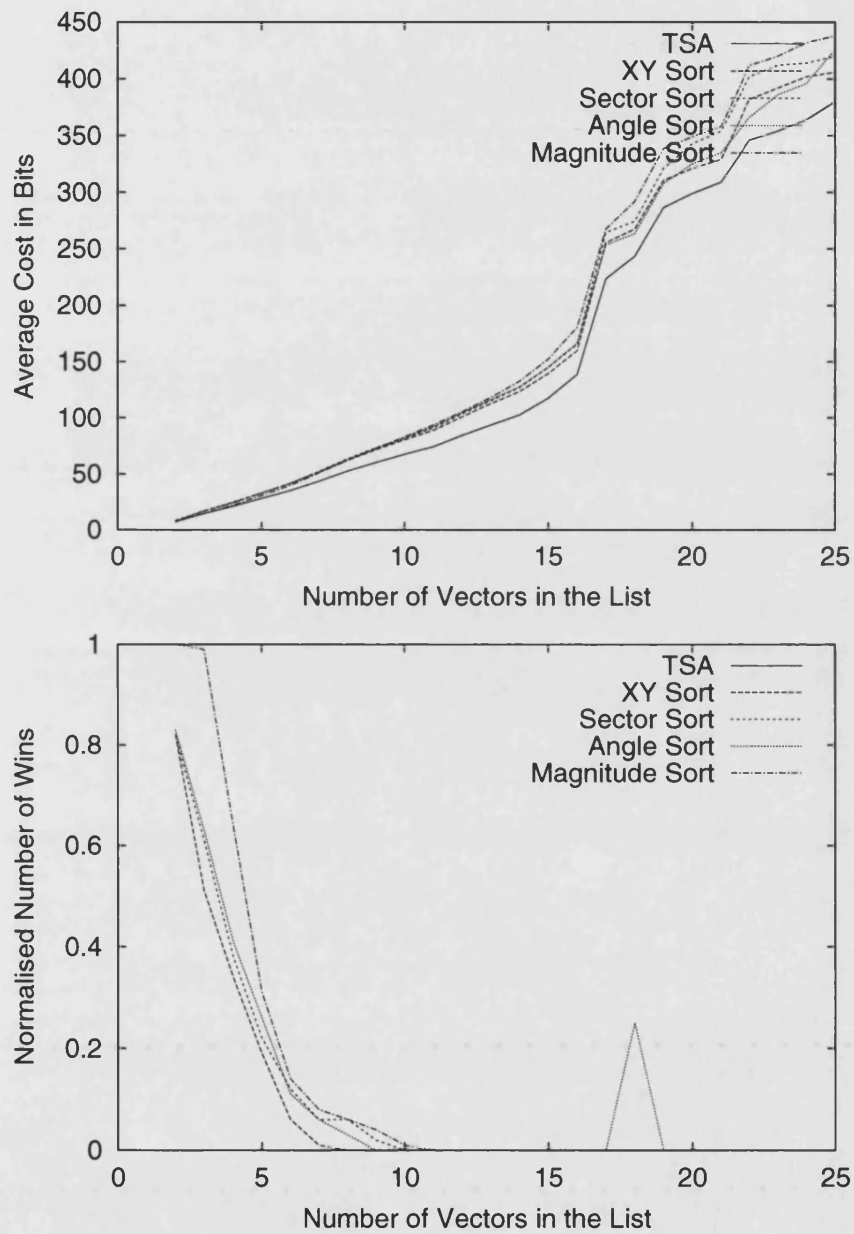 450
400
350
300
250
200
150
100
50
0
Average Cost in Bits
TSA
XY Sort
Sector Sort
Angle Sort
Magnitude Sort
0 5 10 15 20 25
Number of Vectors in the List
1
0.8
0.6
0.4
0.2
0
Normalised Number of Wins
TSA
XY Sort
Sector Sort
Angle Sort
Magnitude Sort
0 5 10 15 20 25
Number of Vectors in the List